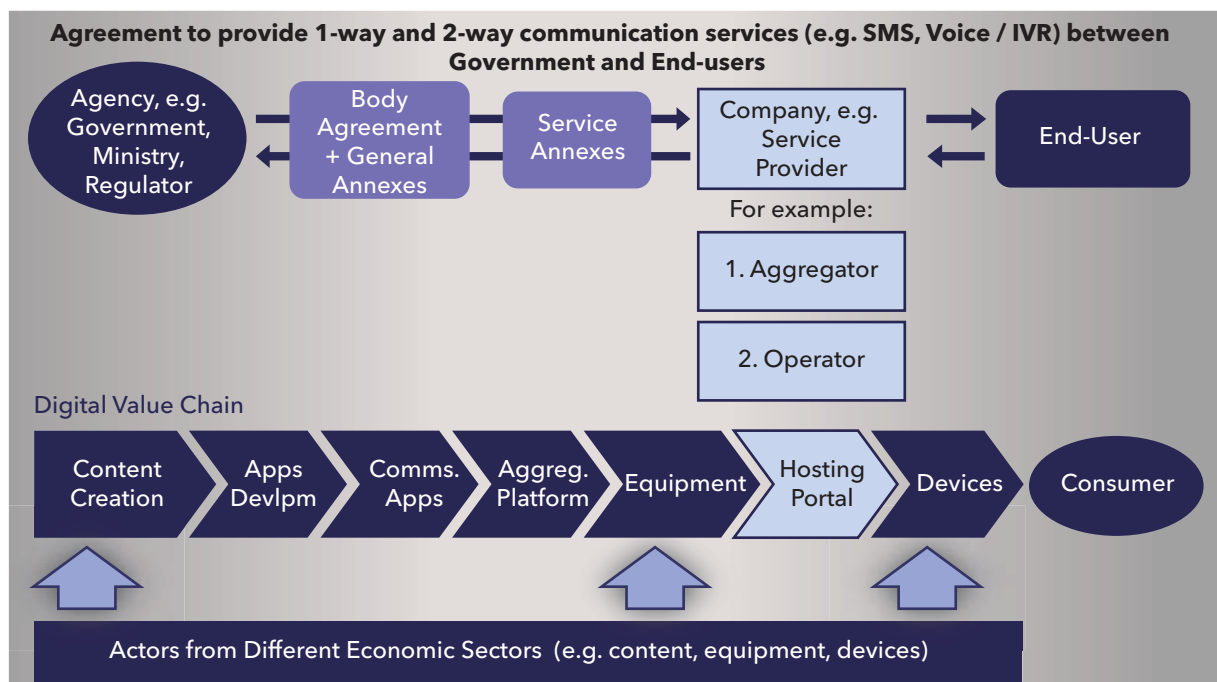 Agreement to provide 1-way and 2-way communication services (e.g. SMS, Voice / IVR) between
Government and End-users
Agency, e.g.
Government,
Ministry,
Regulator
Body
Agreement
+ General
Annexes
Service
Annexes
Company, e.g.
Service
Provider
End-User
For example:
1. Aggregator
2. Operator
Digital Value Chain
Content
Creation
Apps
Devlpm
Comms.
Apps
Aggreg.
Platform
Equipment
Hosting
Portal
Devices
Consumer
Actors from Different Economic Sectors (e.g. content, equipment, devices)